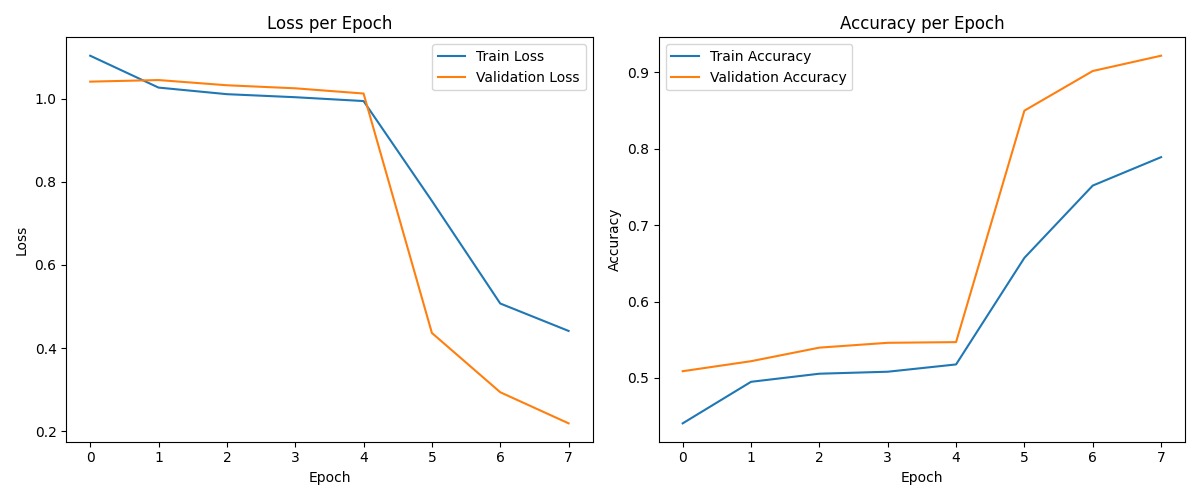 Loss per Epoch
Train Loss
Validation Loss
1.0
0.8
0.6
0.4
0.2
Loss
0 1 2 3 4 5 6 7
Epoch
Accuracy per Epoch
Train Accuracy
Validation Accuracy
0.9
0.8
0.7
0.6
0.5
Accuracy
0 1 2 3 4 5 6 7
Epoch